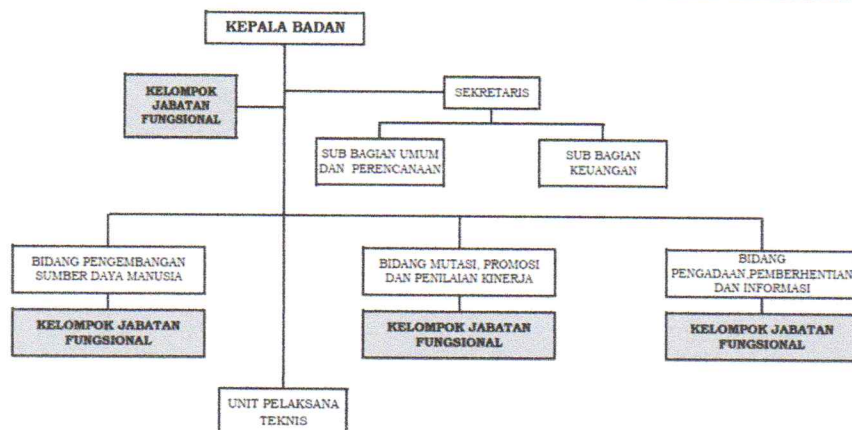 KEPALA BADAN
KELOMPOK
JABATAN
FUNGSIONAL
SEKRETARIS
SUB BAGIAN UMUM
DAN PERENCANAAN
SUB BAGIAN
KEUANGAN
BIDANG PENGEMBANGAN
SUMBER DAYA MANUSIA
BIDANG MUTASI, PROMOSI
DAN PENILAIAN KINERJA
BIDANG
PENGADAAN,PEMBERHENTIAN
DAN INFORMASI
KELOMPOK JABATAN
FUNGSIONAL
KELOMPOK JABATAN
FUNGSIONAL
KELOMPOK JABATAN
FUNGSIONAL
UNIT PELAKSANA
TEKNIS